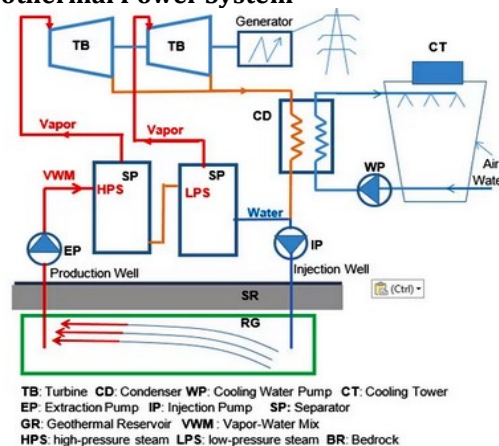 othermal Power System
Generator
TB
TB
CT
CD
Vapor
Vapor
SP
SP
VWM
HPS
LPS
WP
Air
Water
Water
EP
IP
Production Well
Injection Well
SR
(Ctrl)
RG
TB: Turbine CD: Condenser WP: Cooling Water Pump CT: Cooling Tower
EP: Extraction Pump IP: Injection Pump SP: Separator
GR: Geothermal Reservoir VWM : Vapor-Water Mix
HPS: high-pressure steam LPS: low-pressure steam BR: Bedrock